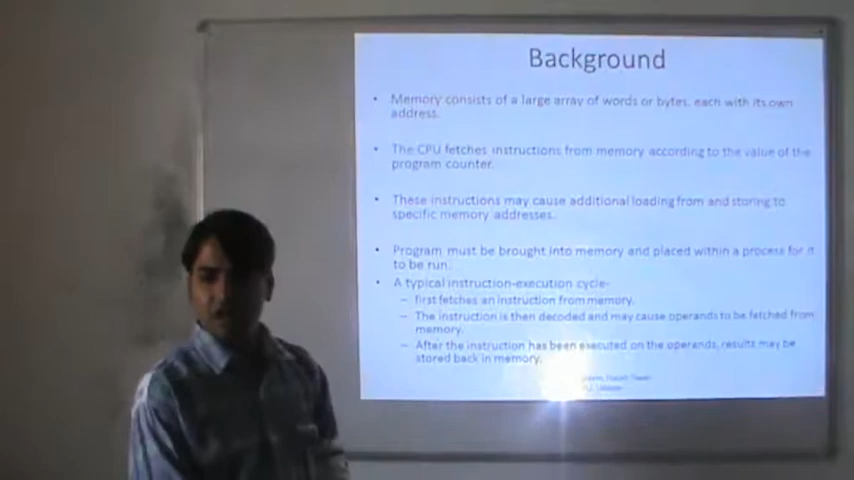 Background
• Memory consists of a large array of words or bytes, each with its own
address.
• The CPU fetches instructions from memory according to the value of the
program counter.
• These instructions may cause additional loading from and storing to
specific memory addresses.
• Program must be brought into memory and placed within a process for it
to be run.
• A typical instruction-execution cycle-
– first fetches an instruction from memory.
– The instruction is then decoded and may cause operands to be fetched from
memory.
– After the instruction has been executed on the operands, results may be
stored back in memory.